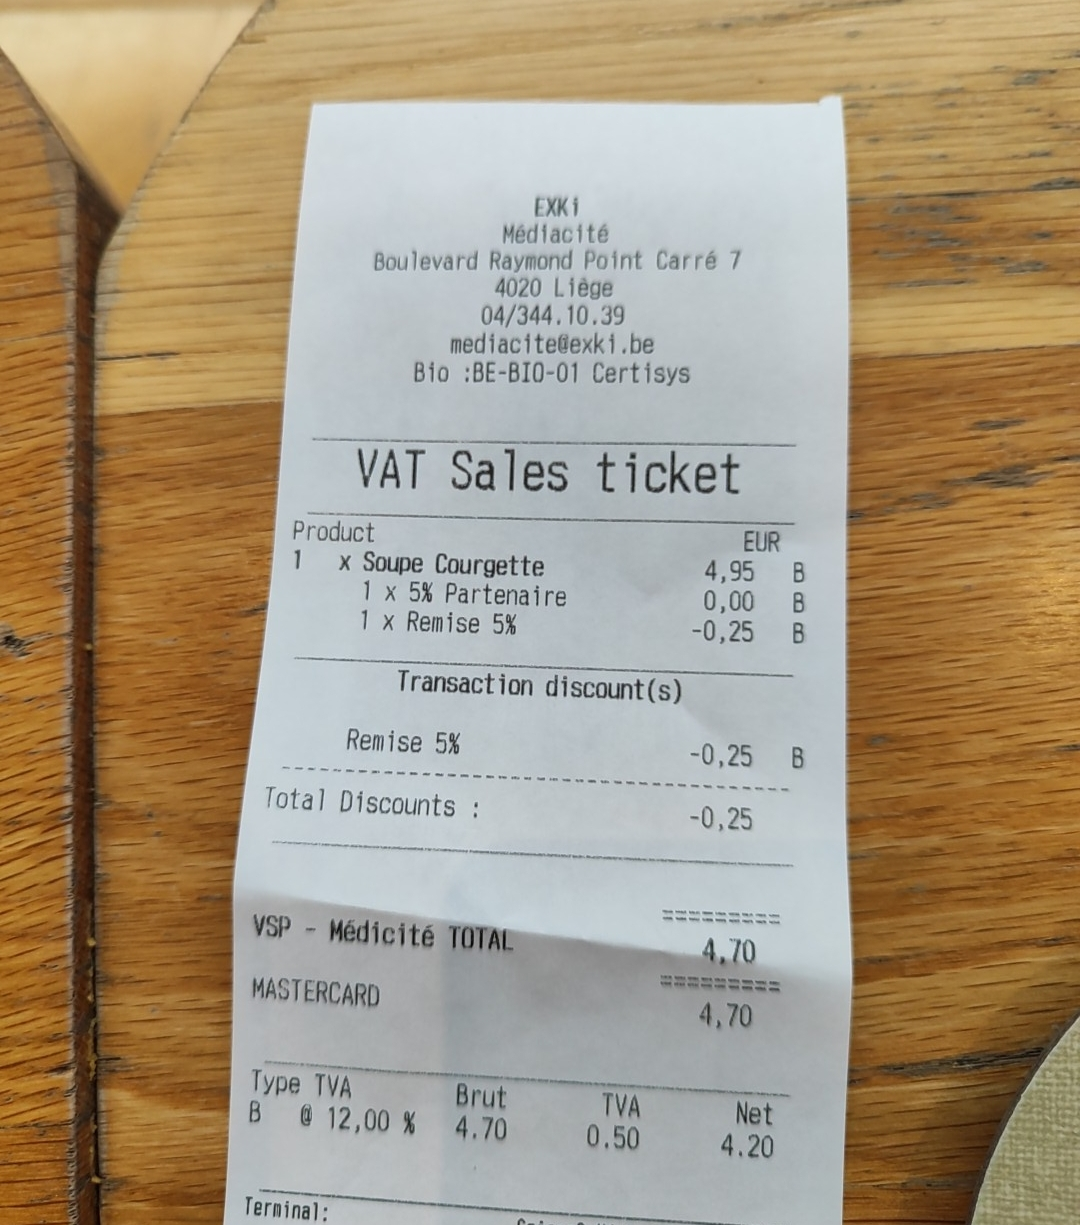 EXKi
Médiacité
Boulevard Raymond Point Carré 7
4020 Liège
04/344.10.39
mediacite@exki.be
Bio :BE-BIO-01 Certisys
VAT Sales ticket
Product EUR
1 x Soupe Courgette 4,95 B
1 x 5% Partenaire 0,00 B
1 x Remise 5% -0,25 B
Transaction discount(s)
Remise 5% -0,25 B
Total Discounts : -0,25
=========
VSP - Médicité TOTAL 4,70
=========
MASTERCARD 4,70
Type TVA Brut TVA Net
B @ 12,00 % 4.70 0.50 4.20
Terminal: